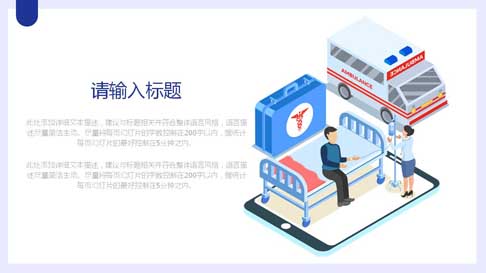 请输入标题
此处添加详细文本描述，建议与标题相关并符合整体语言风格，语言描
述尽量简洁生动。尽量将每页幻灯片的字数控制在200字以内，据统计
每页幻灯片的最好控制在5分钟之内。
此处添加详细文本描述，建议与标题相关并符合整体语言风格，语言描
述尽量简洁生动。尽量将每页幻灯片的字数控制在200字以内，据统计
每页幻灯片的最好控制在5分钟之内。
AMBULANCE
AMBULANCE